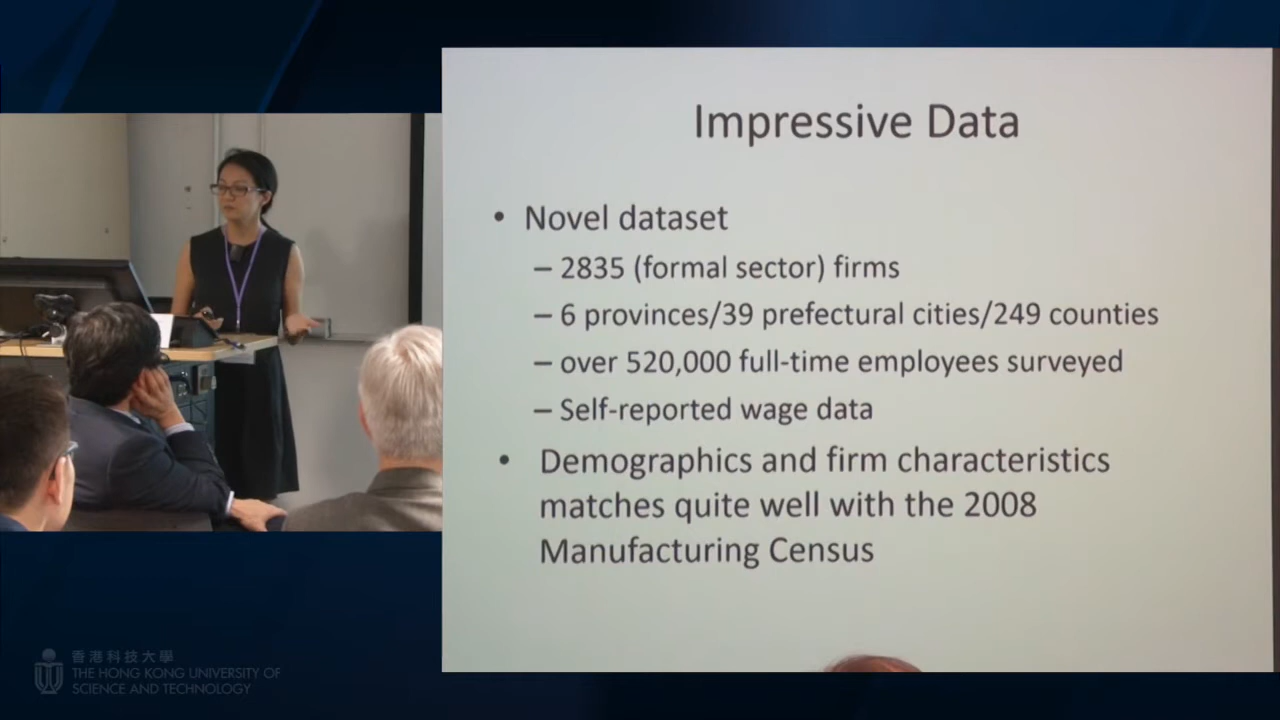 Impressive Data
• Novel dataset
– 2835 (formal sector) firms
– 6 provinces/39 prefectural cities/249 counties
– over 520,000 full-time employees surveyed
– Self-reported wage data
• Demographics and firm characteristics
matches quite well with the 2008
Manufacturing Census
香港科技大學
THE HONG KONG UNIVERSITY OF
SCIENCE AND TECHNOLOGY